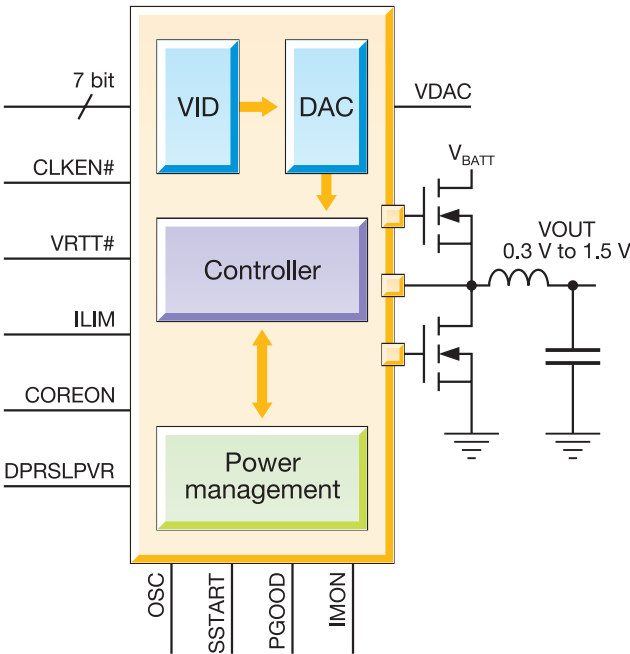 7 bit
VID
DAC
VDAC
CLKEN#
V_BATT
VRTT#
VOUT
0.3 V to 1.5 V
Controller
ILIM
COREON
DPRSLPVR
Power
management
OSC
SSTART
PGOOD
IMON